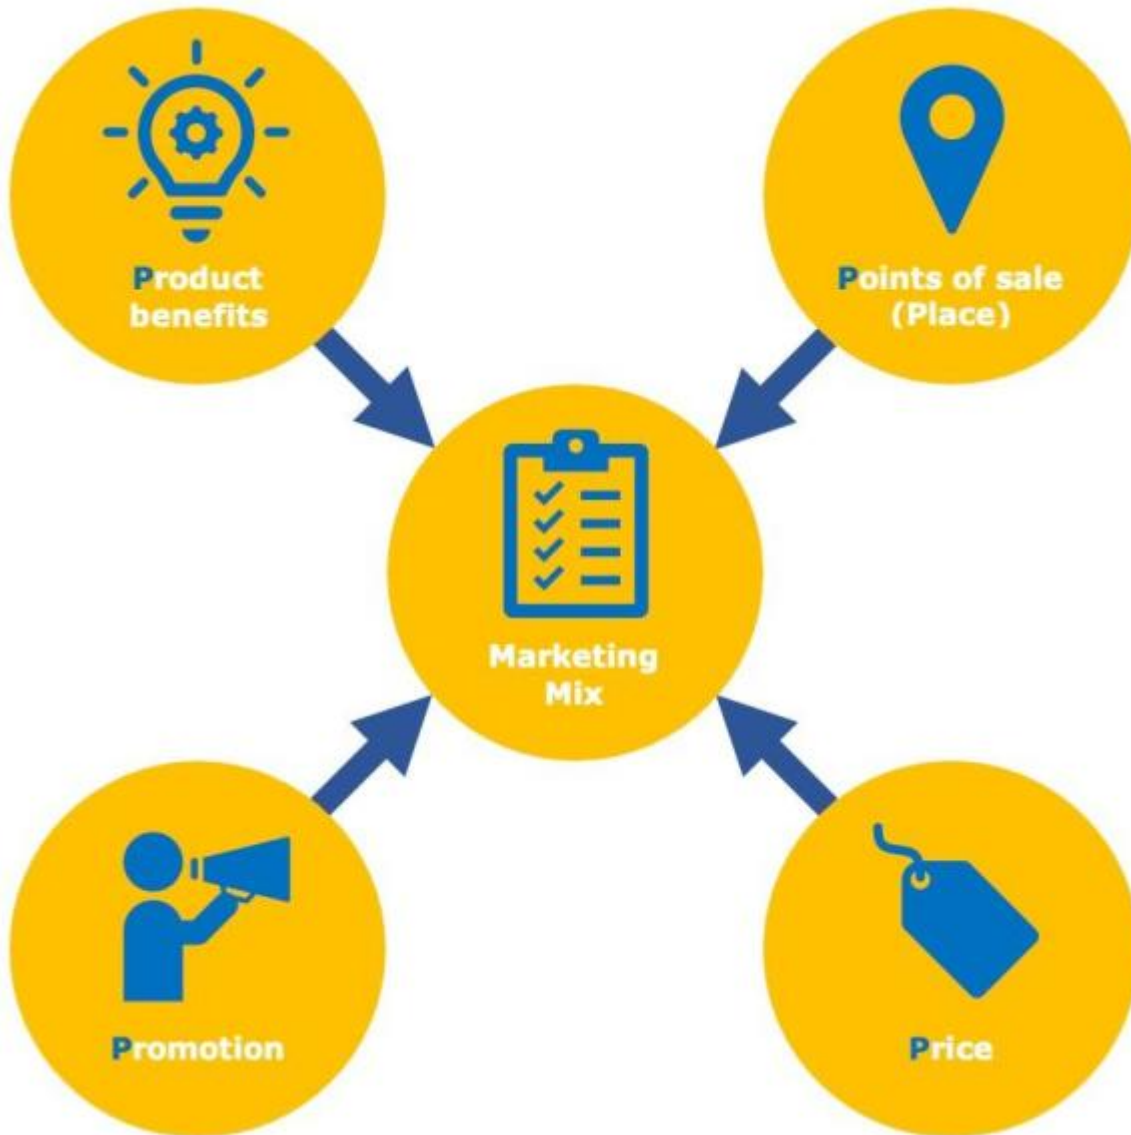 Product
benefits
Points of sale
(Place)
Marketing
Mix
Promotion
Price